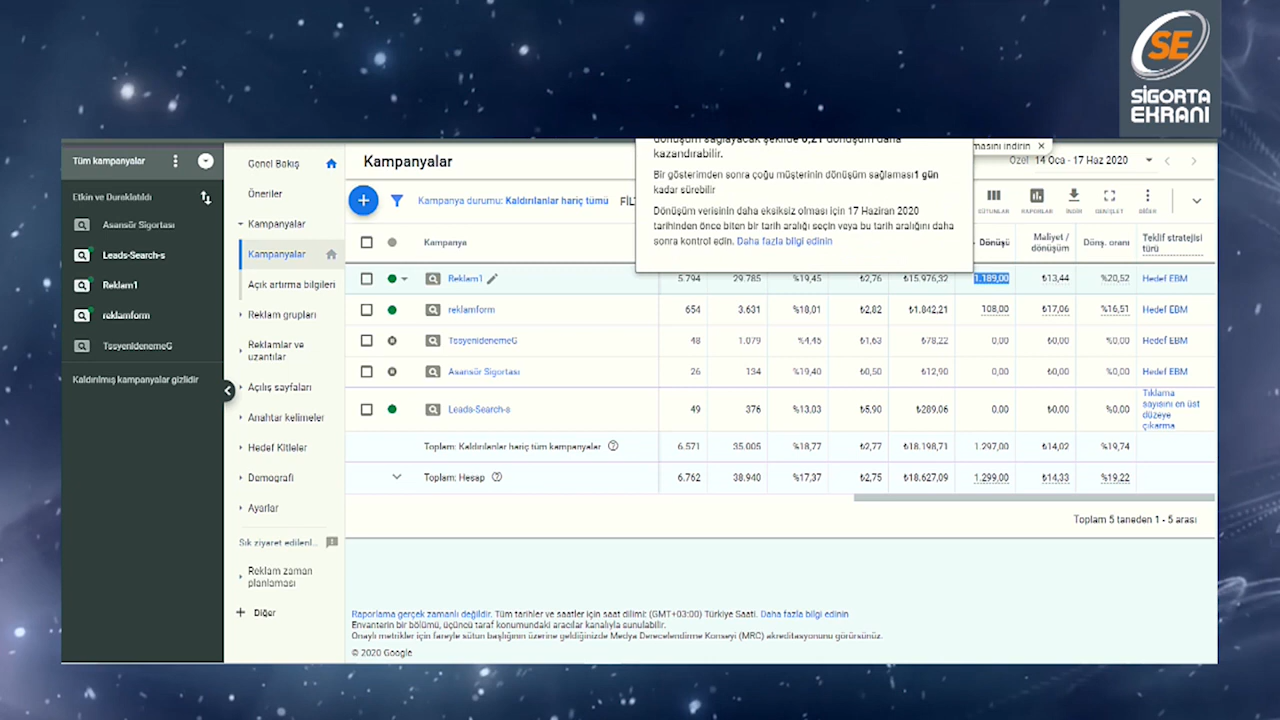 SE
SİGORTA
EKRANI
Tüm kampanyalar
Etkin ve Duraklatıldı
Asansör Sigortası
Leads-Search-s
Reklam1
reklamform
TssyenidenemeG
Kaldırılmış kampanyalar gizlidir
Genel Bakış
Öneriler
Kampanyalar
Kampanyalar
Açık artırma bilgileri
Reklam grupları
Reklamlar ve
uzantılar
Açılış sayfaları
Anahtar kelimeler
Hedef Kitleler
Demografi
Ayarlar
Sık ziyaret edilenl...
Reklam zaman
planlaması
+ Diğer
Kampanyalar
Özel 14 Oca - 17 Haz 2020
masını indirin ×
Kampanya durumu: Kaldırılanlar hariç tümü
dönüşüm sağlayacak şekilde 0,21 dönüşüm daha
kazandırabilir.
Bir gösterimden sonra çoğu müşterinin dönüşüm sağlaması 1 gün
kadar sürebilir
Dönüşüm verisinin daha eksiksiz olması için 17 Haziran 2020
tarihinden önce biten bir tarih aralığı seçin veya bu tarih aralığını daha
sonra kontrol edin. Daha fazla bilgi edinin
SÜTUNLAR RAPORLAR İNDİR GENİŞLET DİĞER
Kampanya Dönüşü Maliyet / dönüşüm Dönş. oranı Teklif stratejisi türü
Reklam1 5.794 29.785 %19,45 ₺2,76 ₺15.976,32 1.189,00 ₺13,44 %20,52 Hedef EBM
reklamform 654 3.631 %18,01 ₺2,82 ₺1.842,21 108,00 ₺17,06 %16,51 Hedef EBM
TssyenidenemeG 48 1.079 %4,45 ₺1,63 ₺78,22 0,00 ₺0,00 %0,00 Hedef EBM
Asansör Sigortası 26 134 %19,40 ₺0,50 ₺12,90 0,00 ₺0,00 %0,00 Hedef EBM
Leads-Search-s 49 376 %13,03 ₺5,90 ₺289,06 0,00 ₺0,00 %0,00 Tıklama sayısını en üst düzeye çıkarma
Toplam: Kaldırılanlar hariç tüm kampanyalar 6.571 35.005 %18,77 ₺2,77 ₺18.198,71 1.297,00 ₺14,02 %19,74
Toplam: Hesap 6.762 38.940 %17,37 ₺2,75 ₺18.627,09 1.299,00 ₺14,33 %19,22
Toplam 5 taneden 1 - 5 arası
Raporlama gerçek zamanlı değildir. Tüm tarihler ve saatler için saat dilimi: (GMT+03:00) Türkiye Saati. Daha fazla bilgi edinin
Envanterin bir bölümü, üçüncü taraf konumundaki aracılar kanalıyla sunulabilir.
Onaylı metrikler için fareyle sütun başlığının üzerine geldiğinizde Medya Derecelendirme Konseyi (MRC) akreditasyonunu görürsünüz.
© 2020 Google